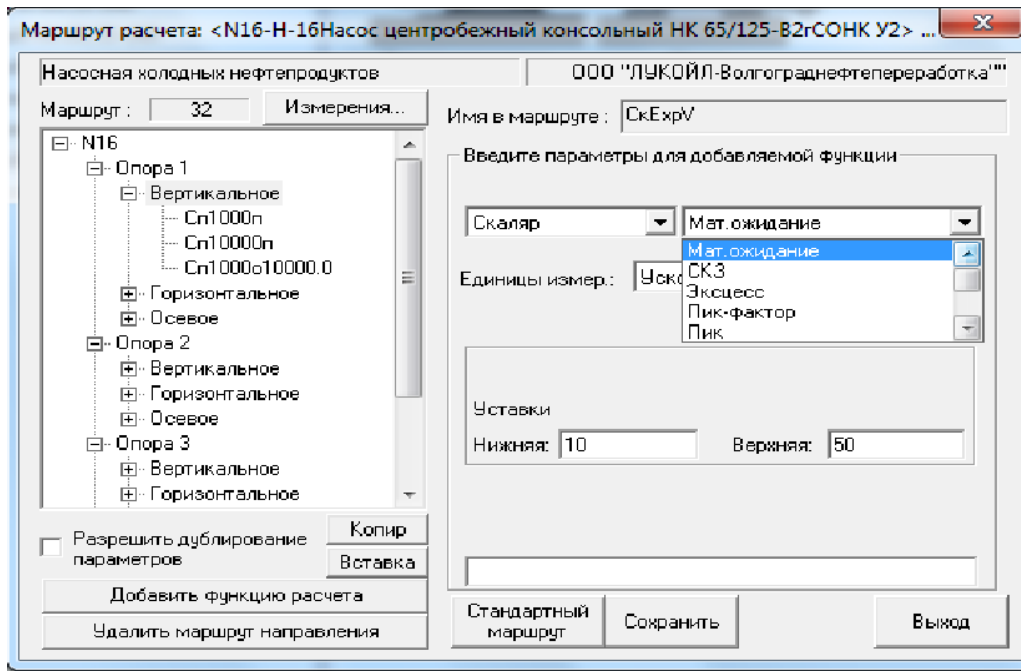 Маршрут расчета: <N16-Н-16Насос центробежный консольный НК 65/125-В2гСОНК У2> ...
Насосная холодных нефтепродуктов
ООО "ЛУКОЙЛ-Волгограднефтепереработка""
Маршрут :
32
Измерения...
N16
Опора 1
Вертикальное
Сп1000п
Сп10000п
Сп1000о10000.0
Горизонтальное
Осевое
Опора 2
Вертикальное
Горизонтальное
Осевое
Опора 3
Вертикальное
Горизонтальное
Разрешить дублирование
параметров
Копир
Вставка
Добавить функцию расчета
Удалить маршрут направления
Имя в маршруте :
СкExpV
Введите параметры для добавляемой функции
Скаляр
Мат.ожидание
Мат.ожидание
СКЗ
Эксцесс
Пик-фактор
Пик
Единицы измер.:
Уско
Уставки
Нижняя:
10
Верхняя:
50
Стандартный
маршрут
Сохранить
Выход